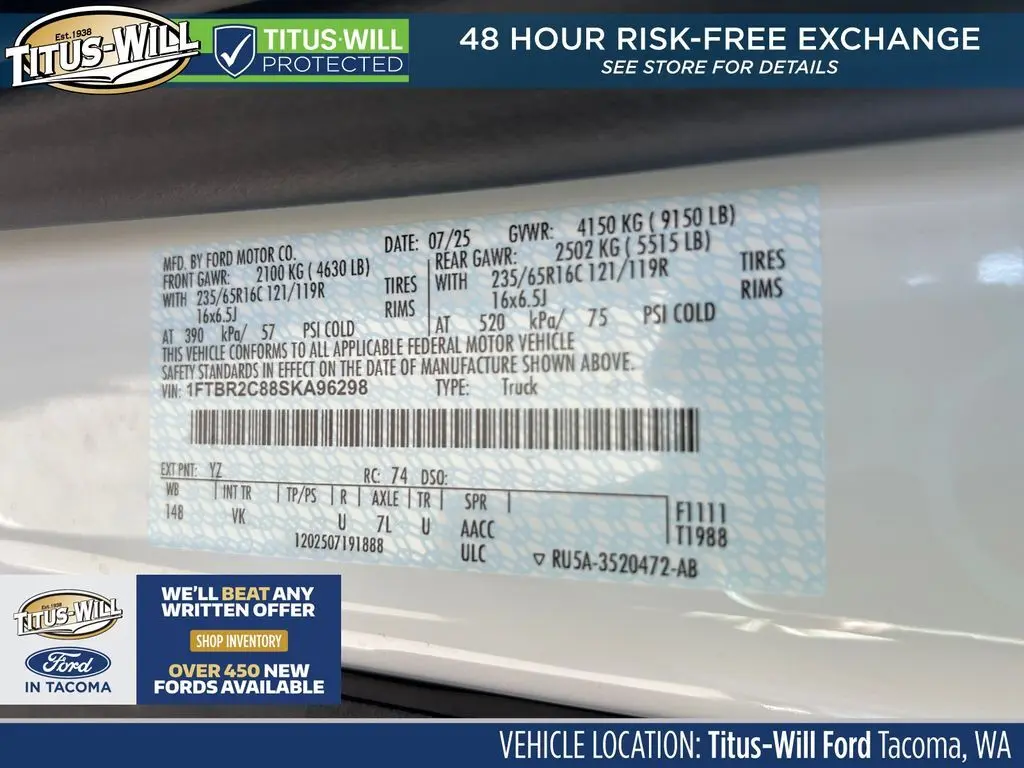 Est. 1938
TITUS-WILL
TITUS-WILL
PROTECTED
48 HOUR RISK-FREE EXCHANGE
SEE STORE FOR DETAILS
MFD. BY FORD MOTOR CO. DATE: 07/25 GVWR: 4150 KG ( 9150 LB)
FRONT GAWR: 2100 KG ( 4630 LB) REAR GAWR: 2502 KG ( 5515 LB)
WITH 235/65R16C 121/119R TIRES WITH 235/65R16C 121/119R TIRES
16x6.5J RIMS 16x6.5J RIMS
AT 390 kPa/ 57 PSI COLD AT 520 kPa/ 75 PSI COLD
THIS VEHICLE CONFORMS TO ALL APPLICABLE FEDERAL MOTOR VEHICLE
SAFETY STANDARDS IN EFFECT ON THE DATE OF MANUFACTURE SHOWN ABOVE.
VIN: 1FTBR2C88SKA96298 TYPE: Truck
EXT PNT: YZ RC: 74 DSO:
WB INT TR TP/PS R AXLE TR SPR
148 VK U 7L U AACC F1111
1202507191888 ULC T1988
RU5A-3520472-AB
Est. 1938
TITUS-WILL
Ford
IN TACOMA
WE'LL BEAT ANY
WRITTEN OFFER
SHOP INVENTORY
OVER 450 NEW
FORDS AVAILABLE
VEHICLE LOCATION: Titus-Will Ford Tacoma, WA